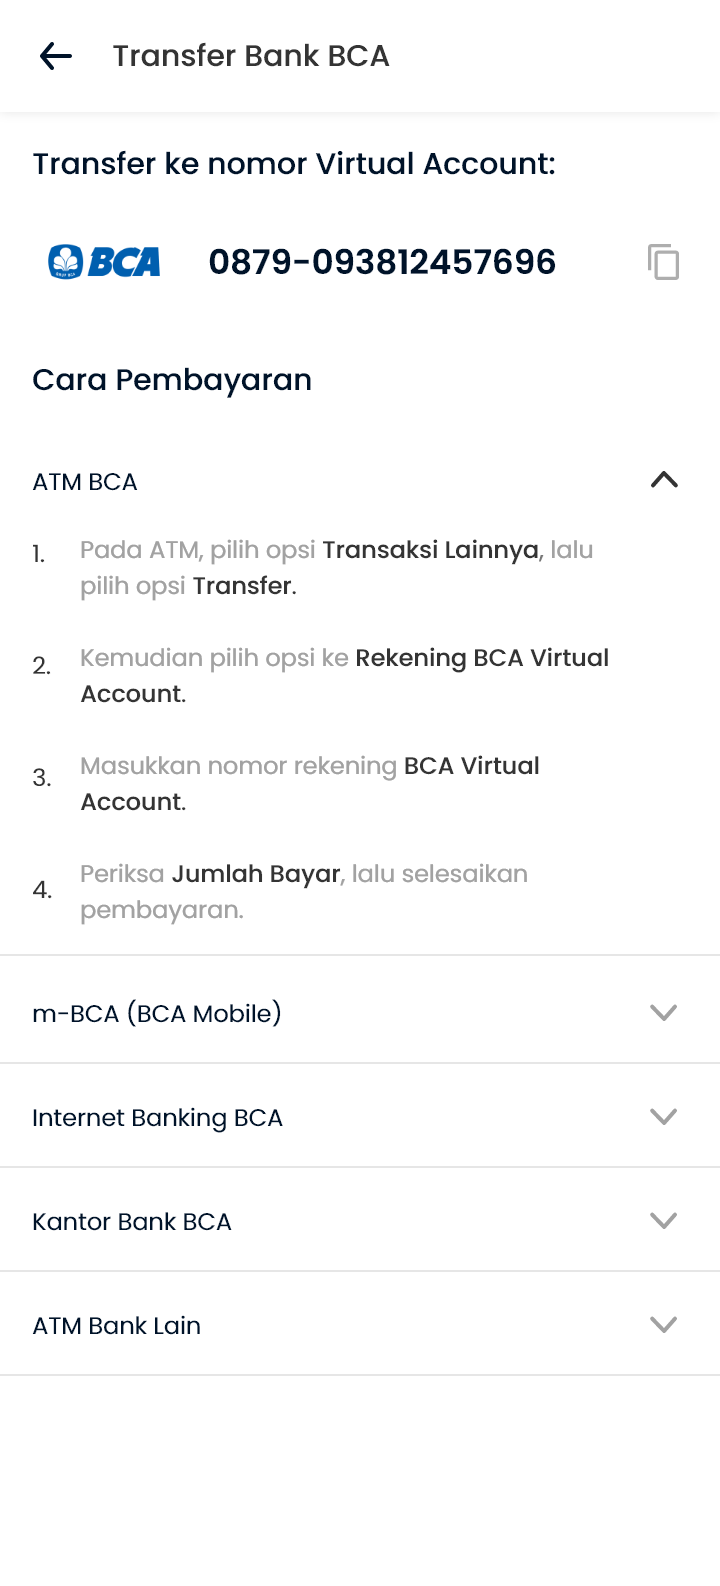 Transfer Bank BCA
Transfer ke nomor Virtual Account:
BCA 0879-093812457696
Cara Pembayaran
ATM BCA
1. Pada ATM, pilih opsi Transaksi Lainnya, lalu
pilih opsi Transfer.
2. Kemudian pilih opsi ke Rekening BCA Virtual
Account.
3. Masukkan nomor rekening BCA Virtual
Account.
4. Periksa Jumlah Bayar, lalu selesaikan
pembayaran.
m-BCA (BCA Mobile)
Internet Banking BCA
Kantor Bank BCA
ATM Bank Lain